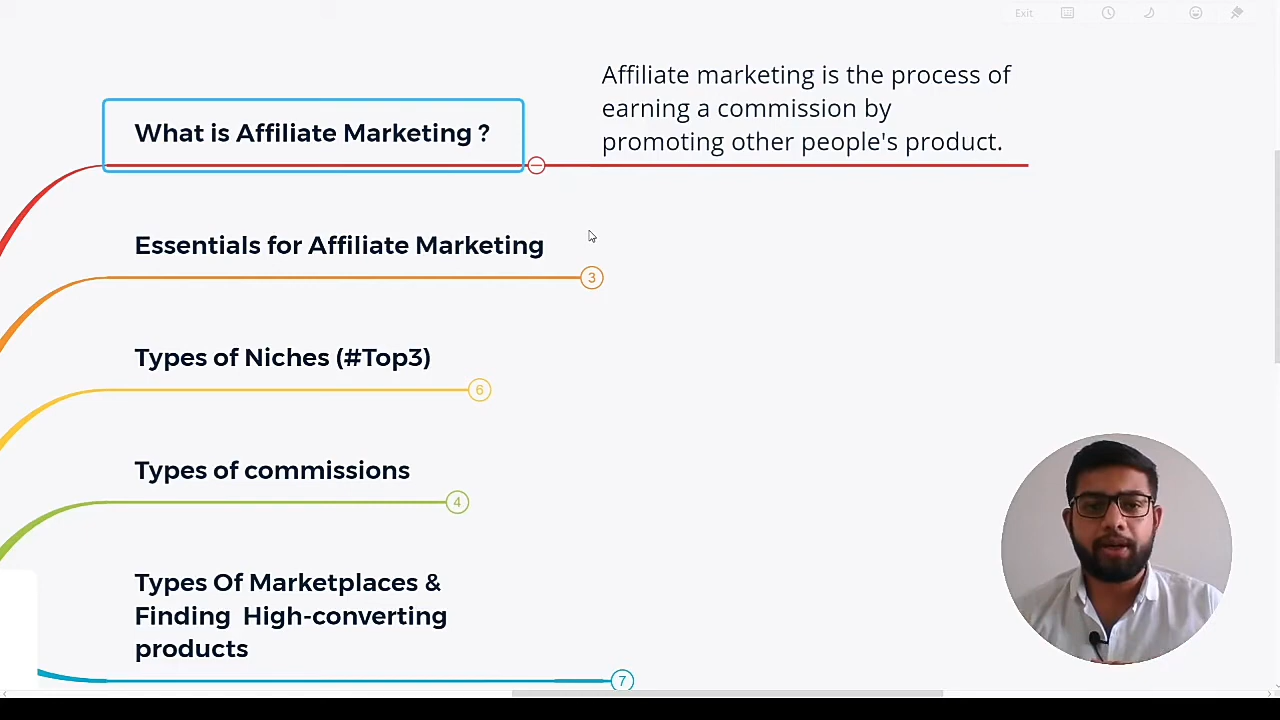 Exit
Affiliate marketing is the process of
earning a commission by
promoting other people's product.
What is Affiliate Marketing ?
Essentials for Affiliate Marketing
3
Types of Niches (#Top3)
6
Types of commissions
4
Types Of Marketplaces &
Finding  High-converting
products
7